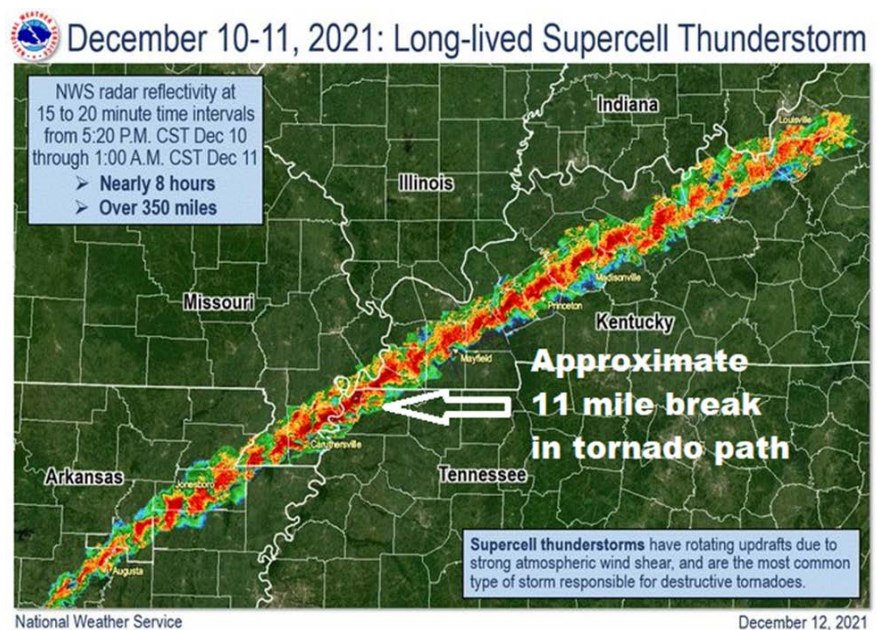 December 10-11, 2021: Long-lived Supercell Thunderstorm
NWS radar reflectivity at
15 to 20 minute time intervals
from 5:20 P.M. CST Dec 10
through 1:00 A.M. CST Dec 11
➢ Nearly 8 hours
➢ Over 350 miles
Indiana
Louisville
Illinois
Missouri
Madisonville
Princeton
Kentucky
Mayfield
Approximate
11 mile break
in tornado path
Caruthersville
Arkansas
Jonesboro
Tennessee
Augusta
Supercell thunderstorms have rotating updrafts due to
strong atmospheric wind shear, and are the most common
type of storm responsible for destructive tornadoes.
National Weather Service
December 12, 2021